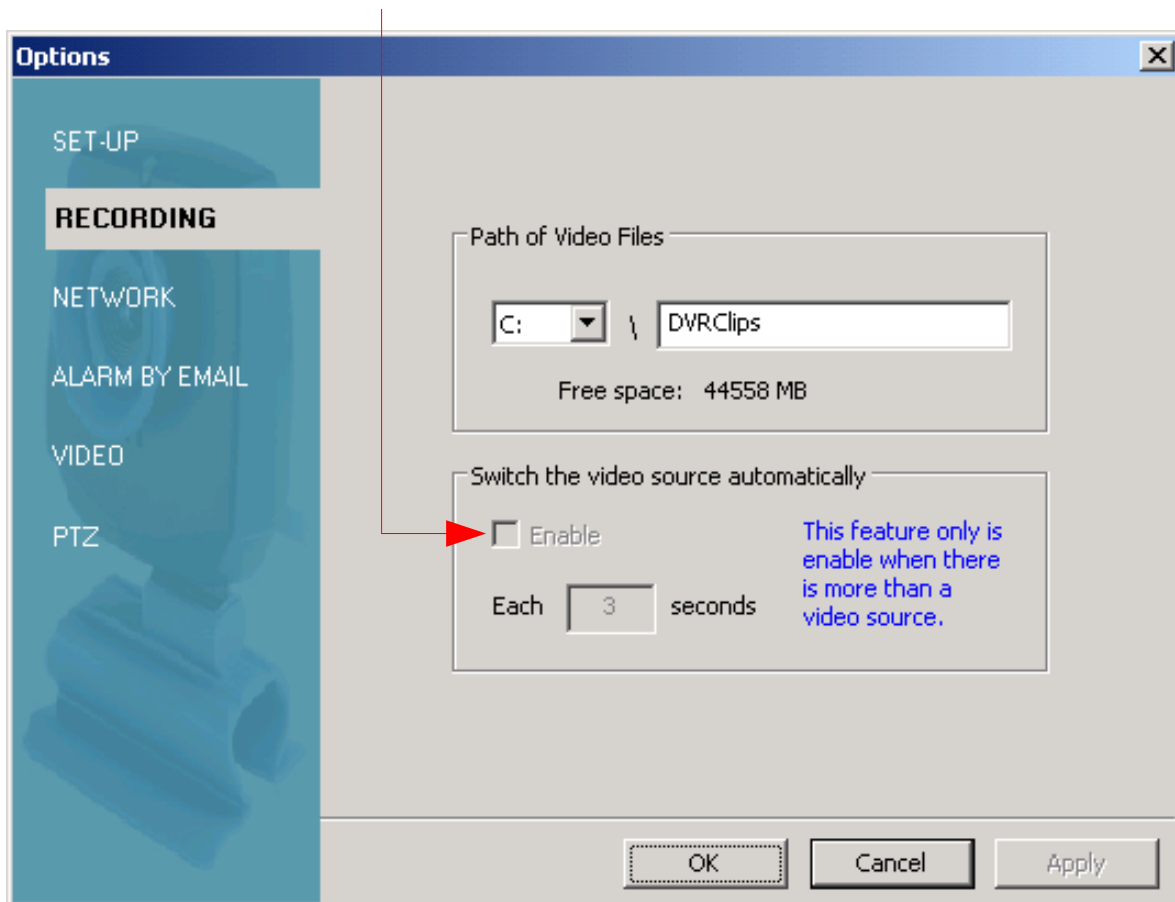 Options
SET-UP
RECORDING
NETWORK
ALARM BY EMAIL
VIDEO
PTZ
Path of Video Files
C: \ DVRClips
Free space: 44558 MB
Switch the video source automatically
Enable
Each 3 seconds
This feature only is
enable when there
is more than a
video source.
OK Cancel Apply